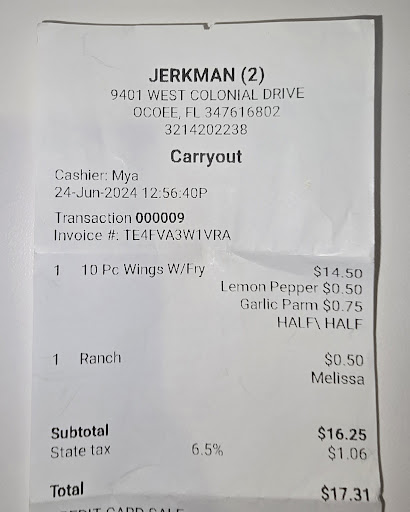 JERKMAN (2)
9401 WEST COLONIAL DRIVE
OCOEE, FL 347616802
3214202238
Carryout
Cashier: Mya
24-Jun-2024 12:56:40P
Transaction 000009
Invoice #: TE4FVA3W1VRA
1 10 Pc Wings W/Fry $14.50
Lemon Pepper $0.50
Garlic Parm $0.75
HALF\ HALF
1 Ranch $0.50
Melissa
Subtotal $16.25
State tax 6.5% $1.06
Total $17.31
CREDIT CARD SALE